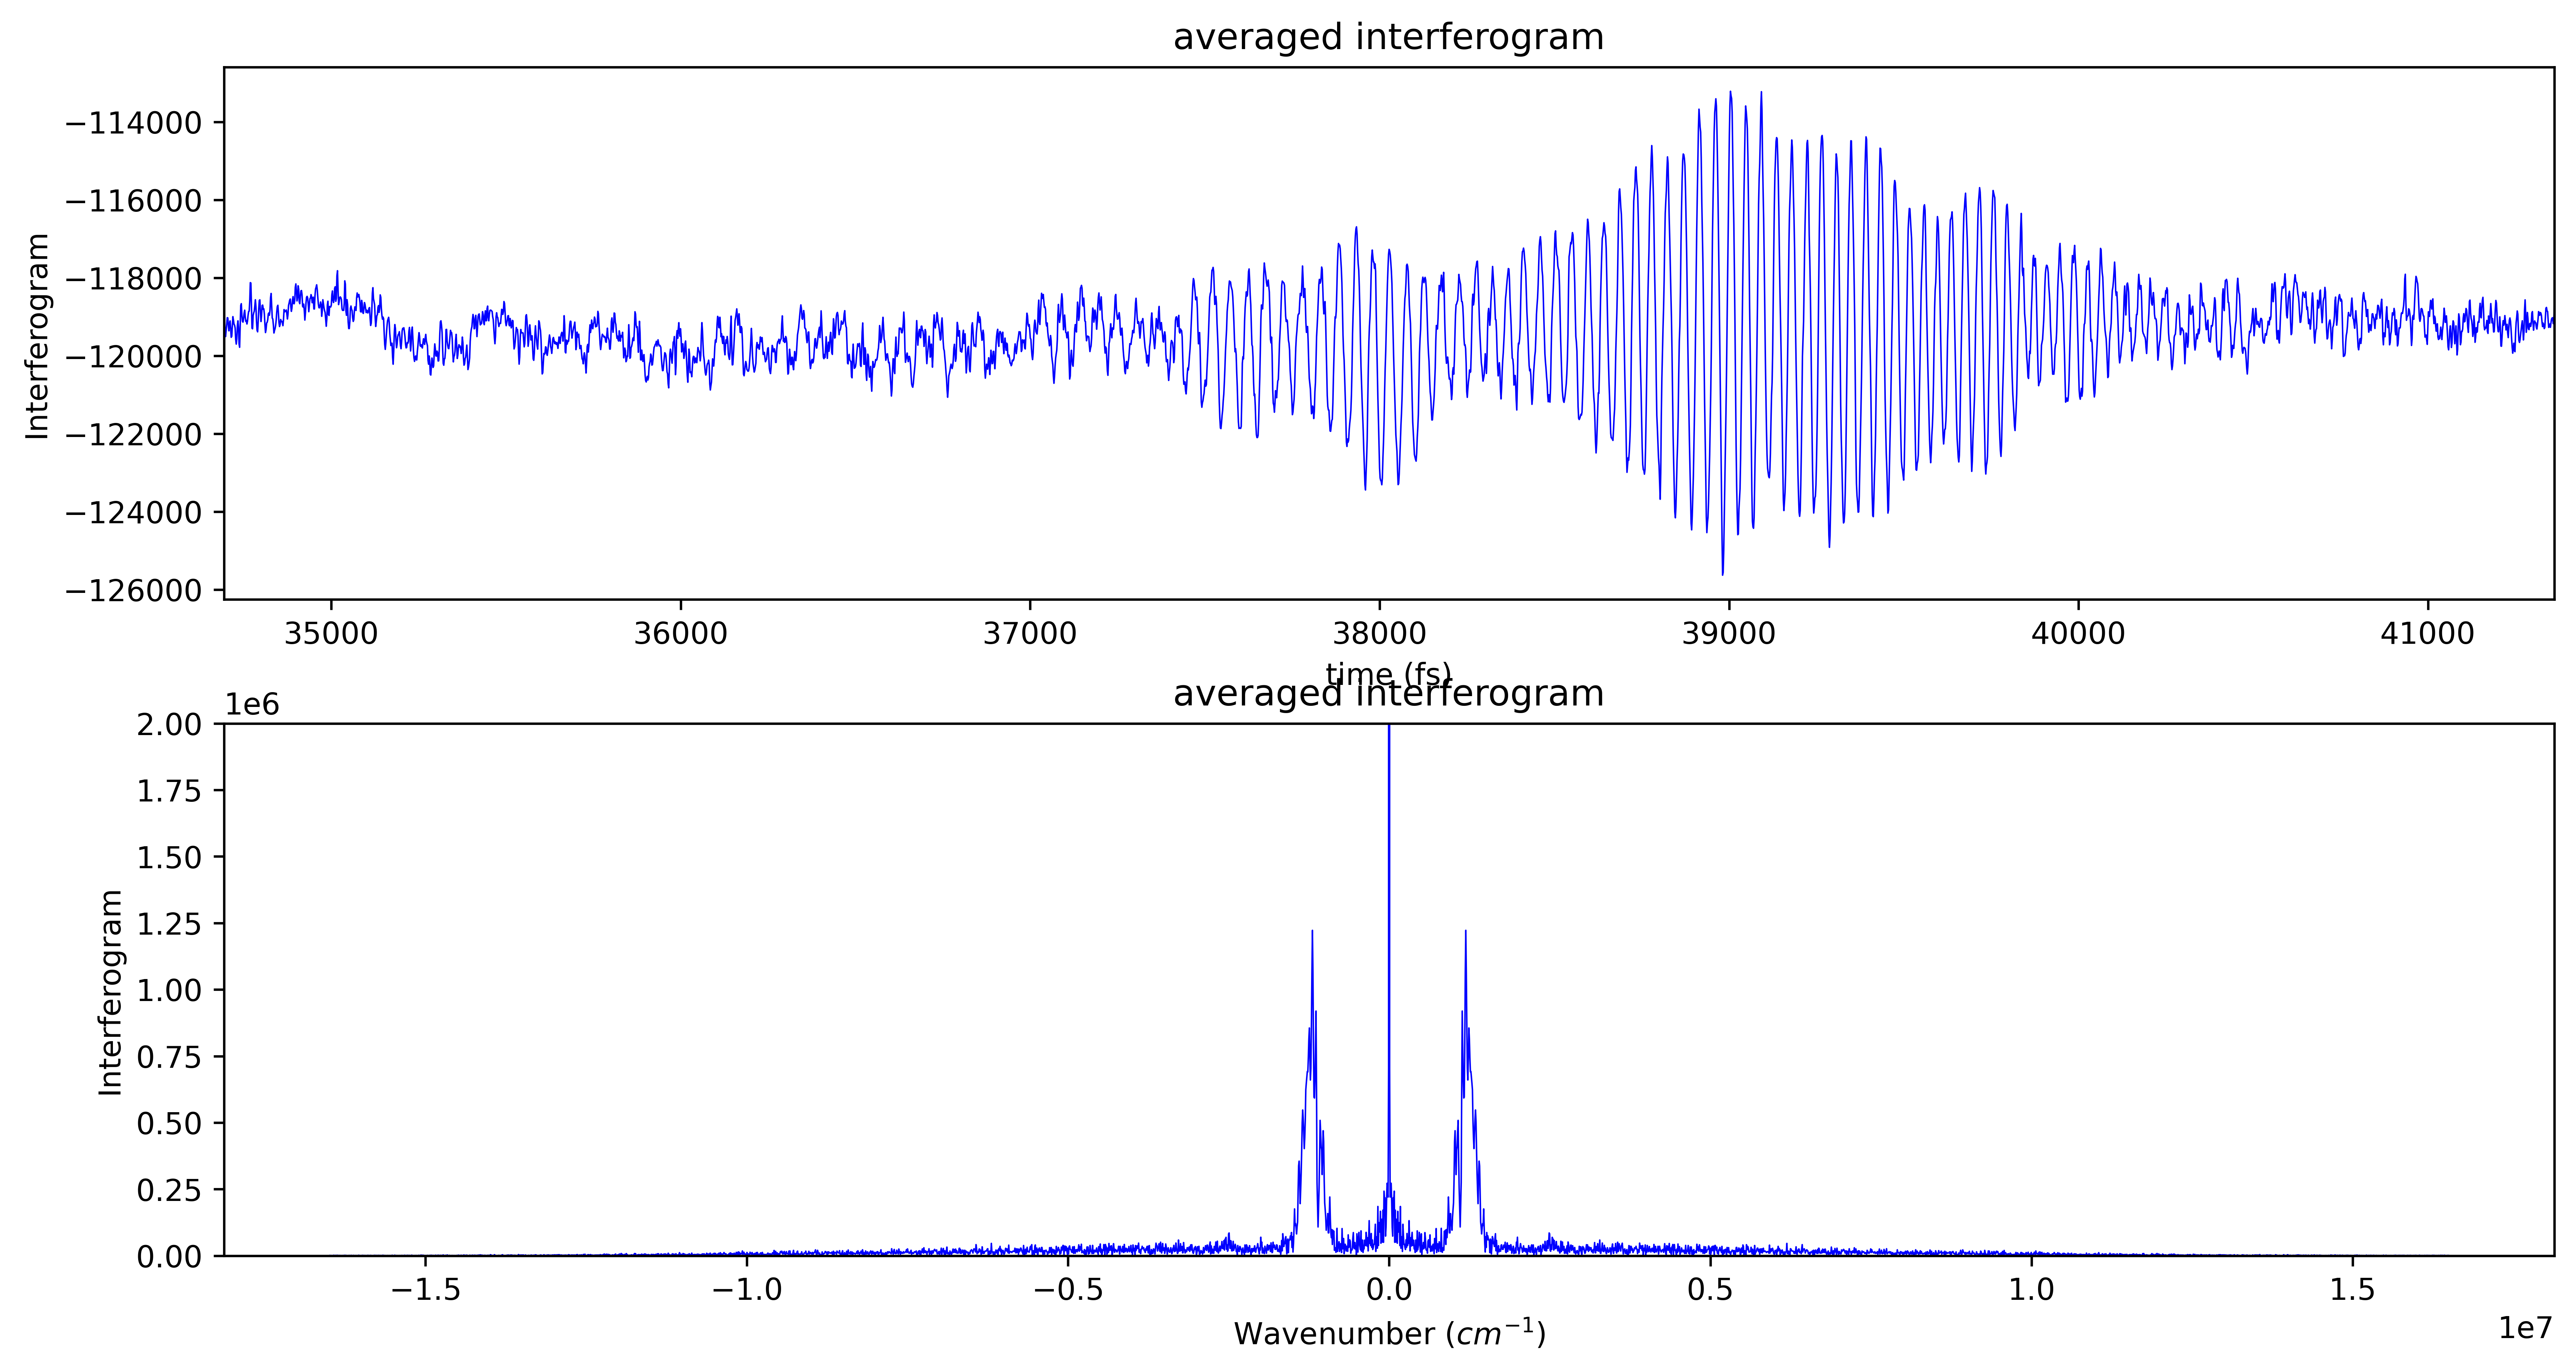 averaged interferogram
Interferogram
−114000
−116000
−118000
−120000
−122000
−124000
−126000
35000 36000 37000 38000 39000 40000 41000
time (fs)
averaged interferogram
1e6
Interferogram
2.00
1.75
1.50
1.25
1.00
0.75
0.50
0.25
0.00
−1.5 −1.0 −0.5 0.0 0.5 1.0 1.5
1e7
Wavenumber (cm⁻¹)